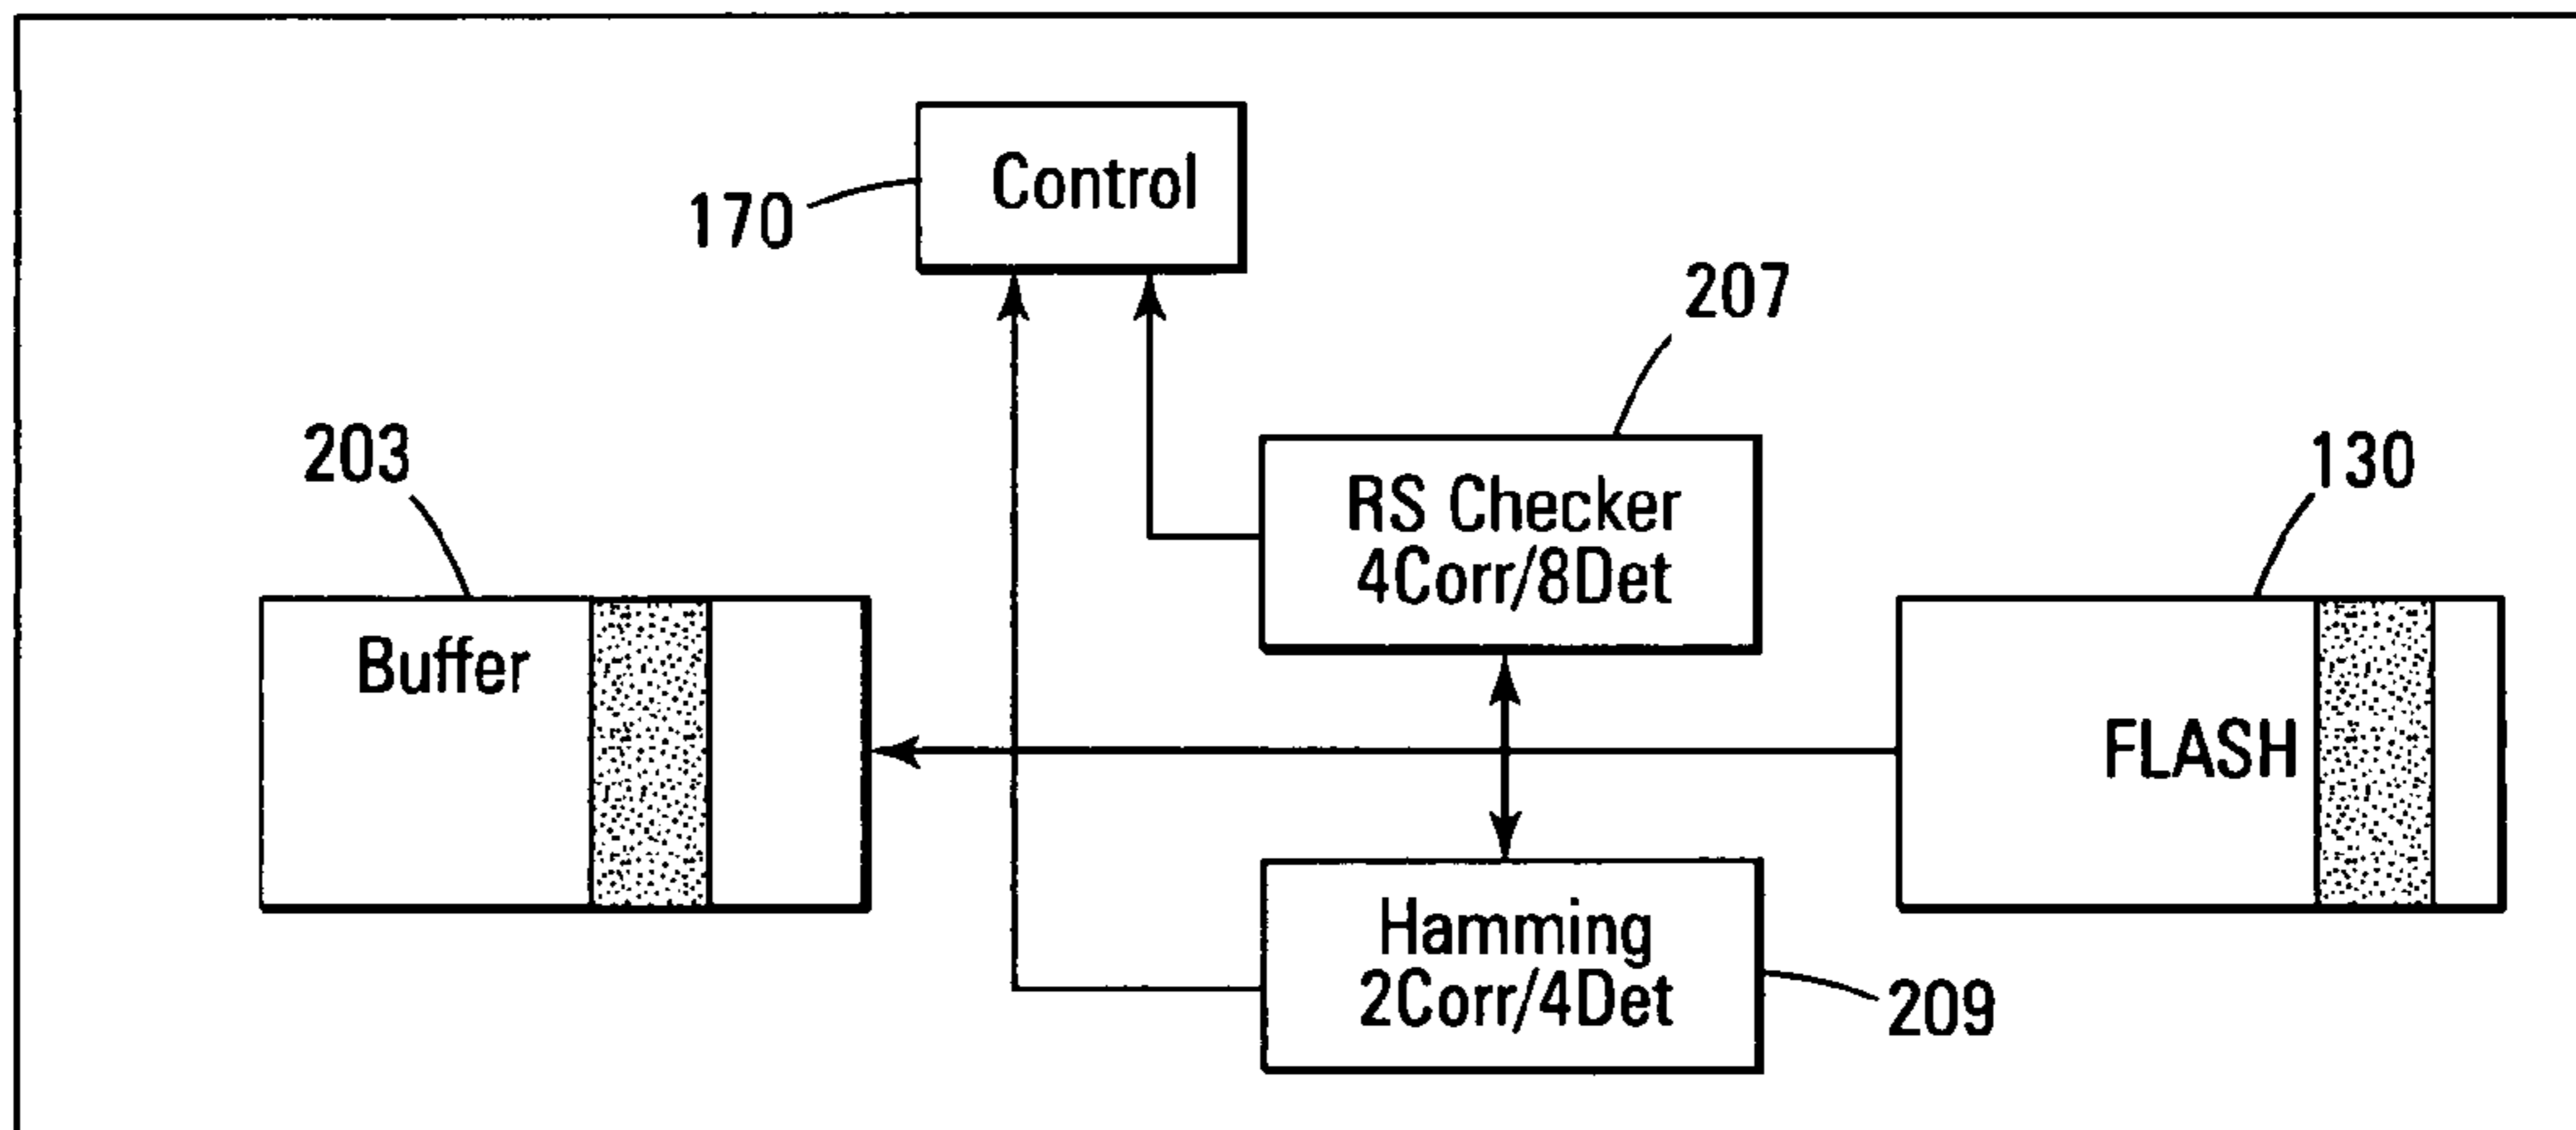 Control
170
207
203
RS Checker
4Corr/8Det
130
Buffer
FLASH
Hamming
2Corr/4Det
209